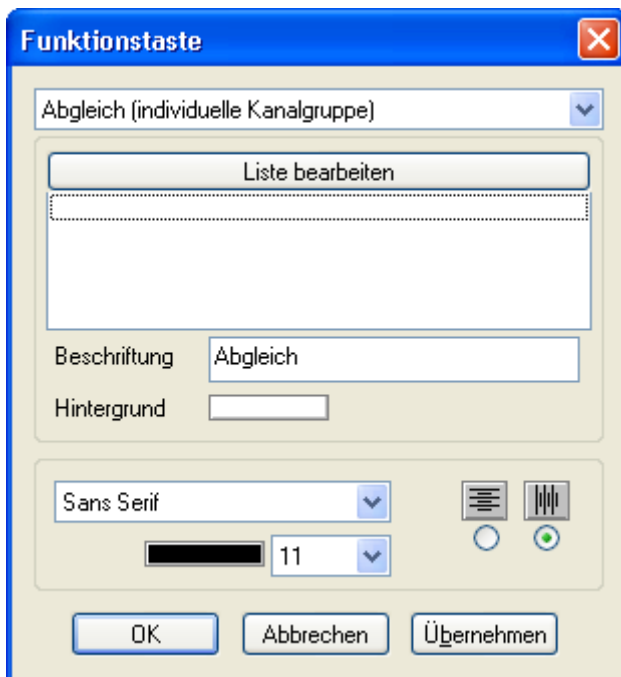 Funktionstaste
Abgleich (individuelle Kanalgruppe)
Liste bearbeiten
Beschriftung Abgleich
Hintergrund
Sans Serif
11
OK Abbrechen Übernehmen